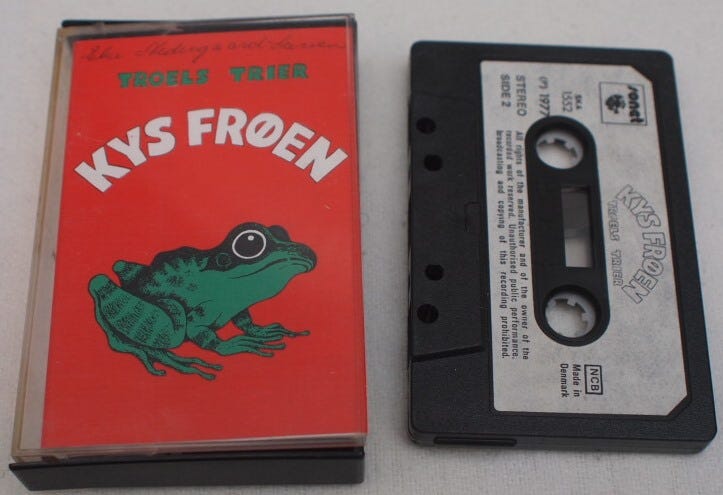 TROELS TRIER
KYS FRØEN
sonet
SKA
1552
(P) 1977
STEREO
SIDE 2
KYS FRØEN
TROELS TRIER
All rights of the manufacturer and of the owner of the
recorded work reserved. Unauthorised public performance,
broadcasting and copying of this recording prohibited.
NCB
Made in
Denmark